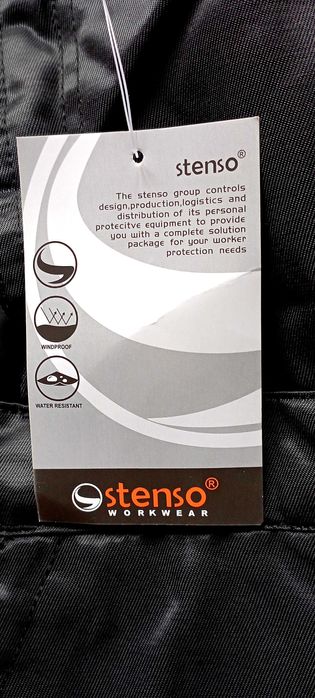 stenso®
The stenso group controls
design,production,logistics and
distribution of its personal
protecitve equipment to provide
you with a complete solution
package for your worker
protection needs
WINDPROOF
WATER RESISTANT
stenso®
WORKWEAR